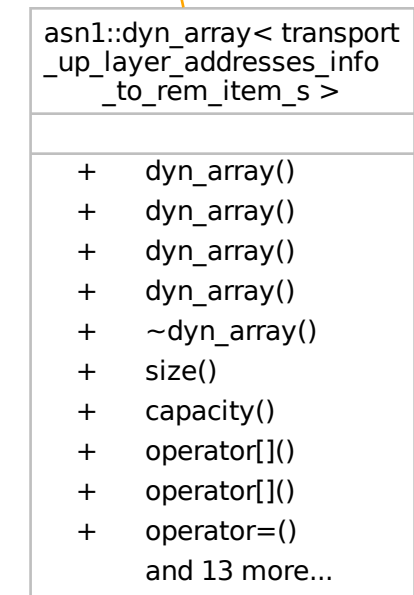 asn1::dyn_array< transport
_up_layer_addresses_info
_to_rem_item_s >
+ dyn_array()
+ dyn_array()
+ dyn_array()
+ dyn_array()
+ ~dyn_array()
+ size()
+ capacity()
+ operator[]()
+ operator[]()
+ operator=()
and 13 more...